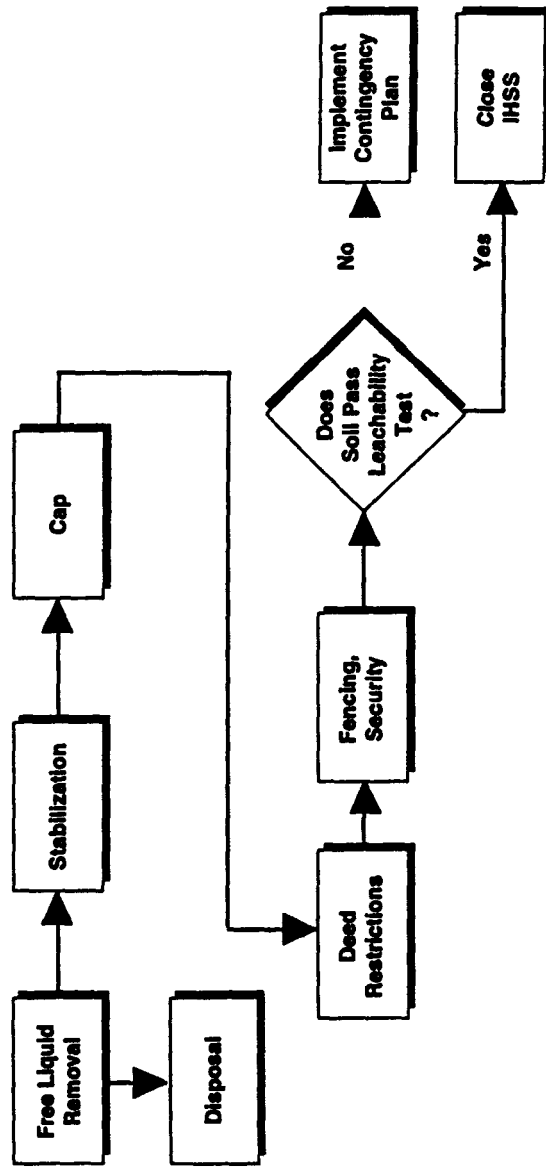 Free Liquid
Removal
Stabilization
Cap
Disposal
Deed
Restrictions
Fencing,
Security
Does
Soil Pass
Leachability
Test
?
No
Implement
Contingency
Plan
Yes
Close
IHSS